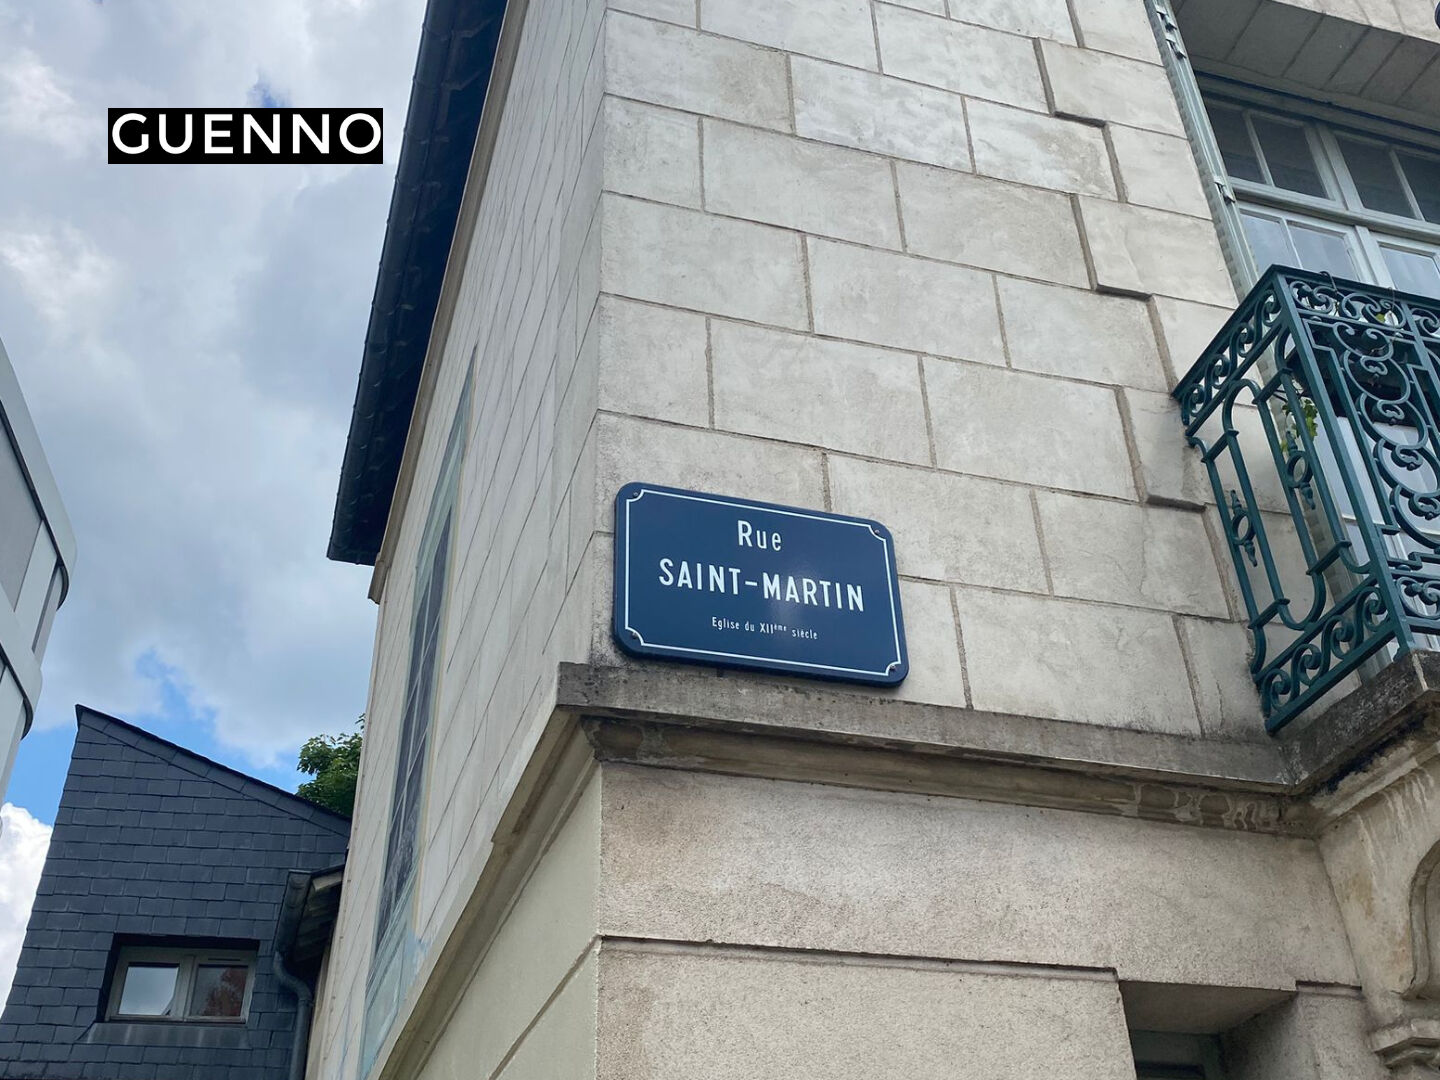 GUENNO
Rue
SAINT-MARTIN
Eglise du XIIème siècle